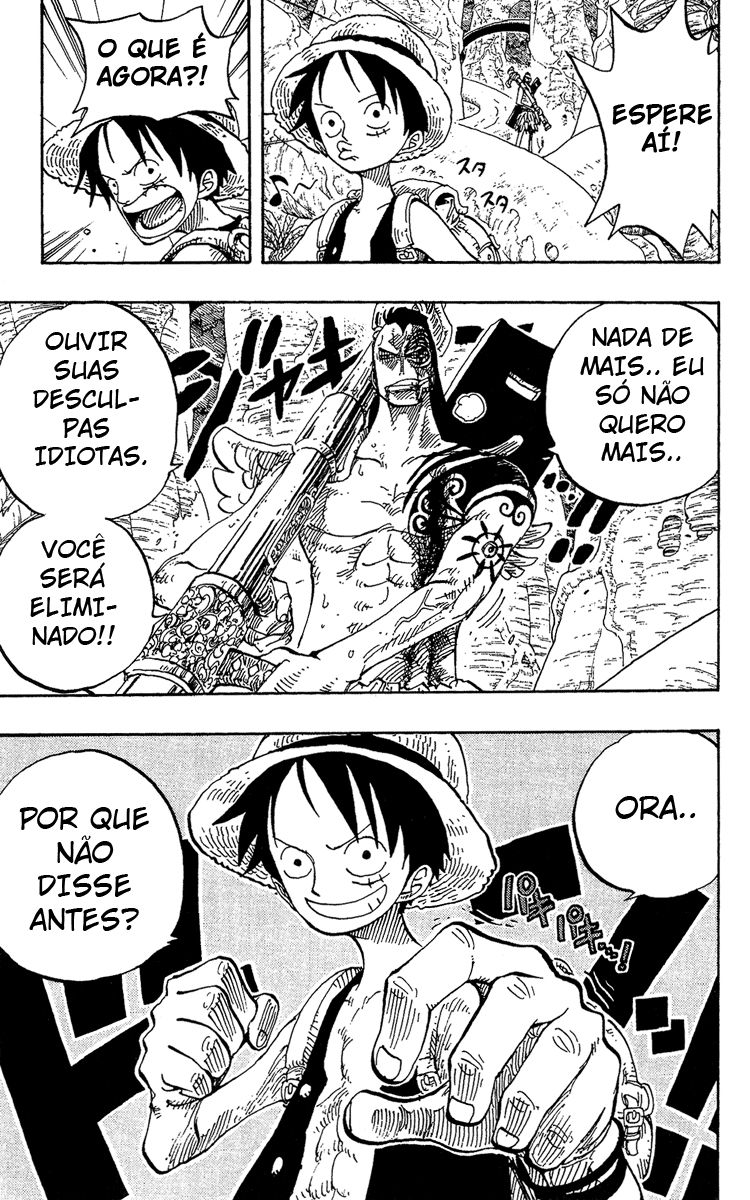 ESPERE
AÍ!
スタ
スタ
♪〜
O QUE É
AGORA?!
NADA DE
MAIS.. EU
SÓ NÃO
QUERO
MAIS..
ジャキ
!!
OUVIR
SUAS
DESCUL-
PAS
IDIOTAS.
VOCÊ
SERÁ
ELIMI-
NADO!!
ORA..
パキパキ…!
POR QUE
NÃO
DISSE
ANTES?